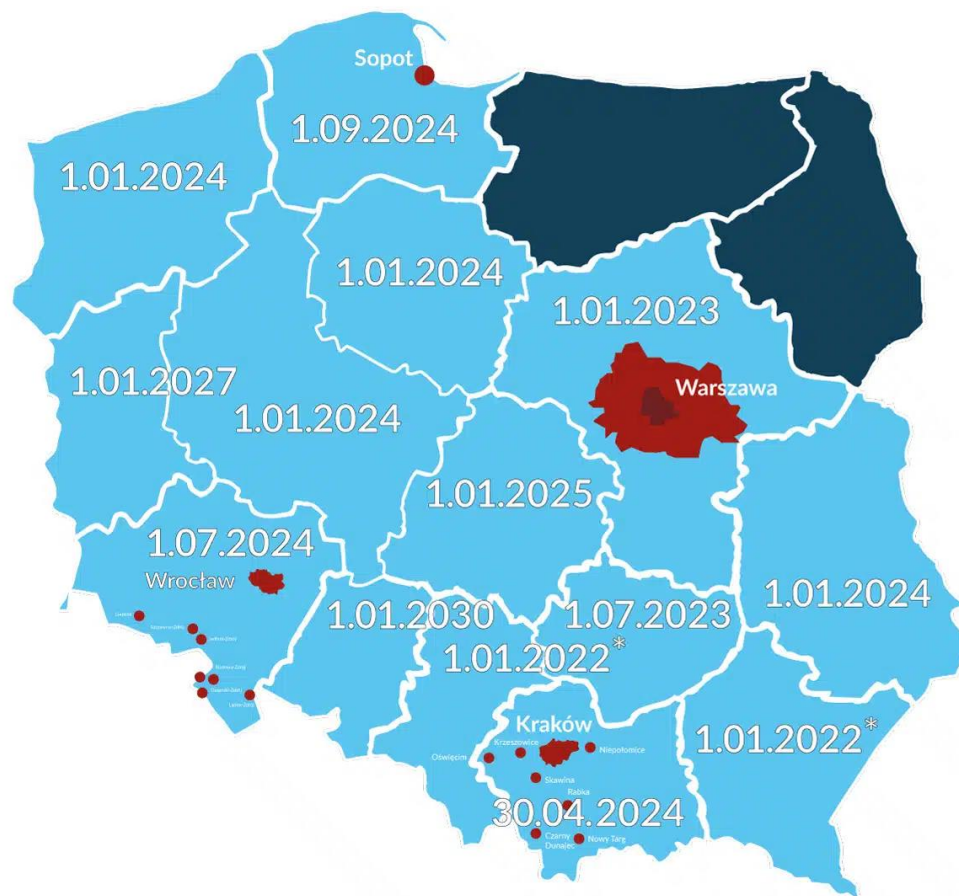 Sopot
1.09.2024
1.01.2024
1.01.2024
1.01.2023
Warszawa
1.01.2027
1.01.2024
1.01.2025
1.07.2024
Wrocław
1.01.2024
1.01.2030
1.07.2023
1.01.2022*
Kraków
1.01.2022*
Krzeszowice
Niepołomice
Oświęcim
Skawina
Rabka
30.04.2024
Czarny
Dunajec
Nowy Targ